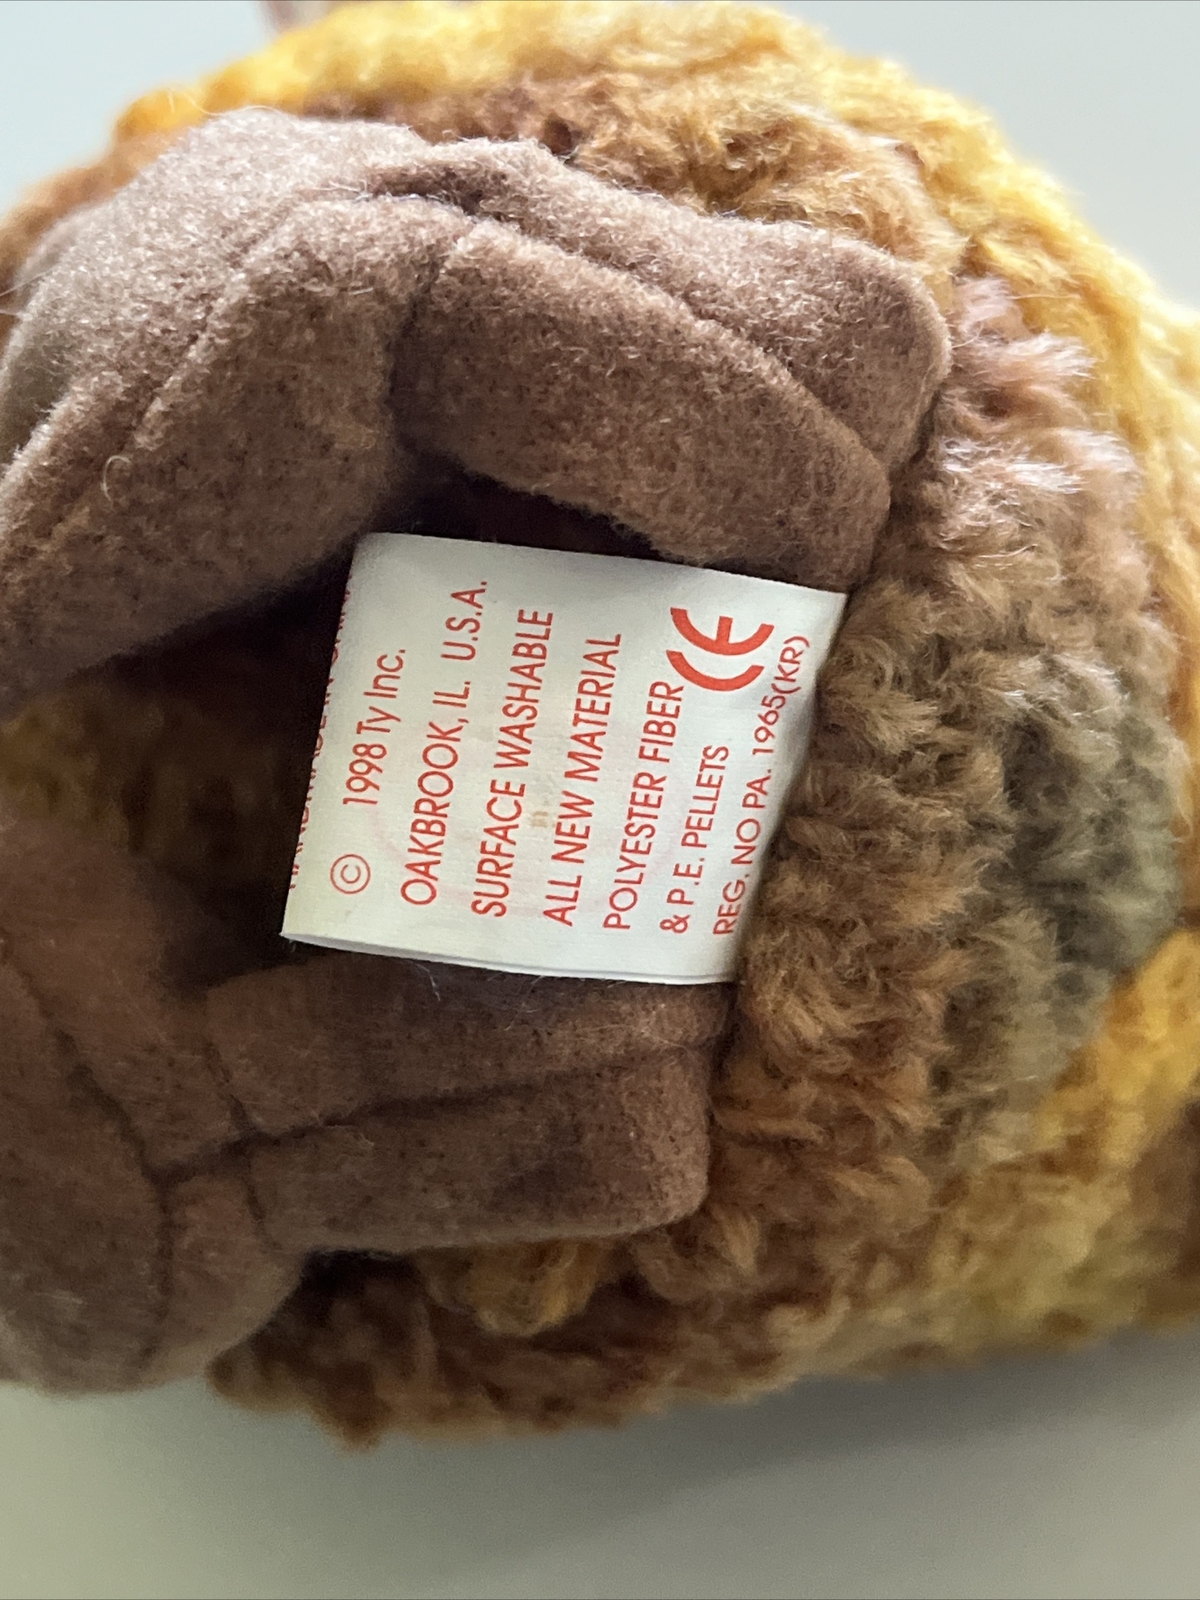 © 1998 Ty Inc.
OAKBROOK, IL. U.S.A.
SURFACE WASHABLE
ALL NEW MATERIAL
POLYESTER FIBER
& P.E. PELLETS CE
REG. NO PA. 1965(KR)